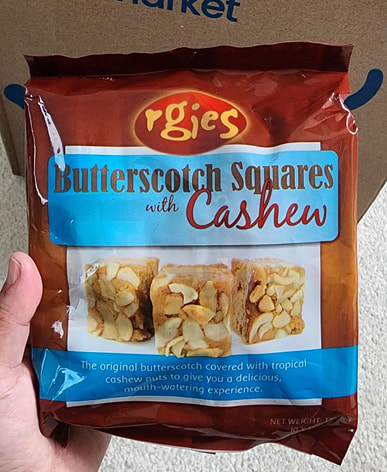 rgies
Butterscotch Squares
with Cashew
The original butterscotch covered with tropical
cashew nuts to give you a delicious,
mouth-watering experience.
NET WEIGHT: